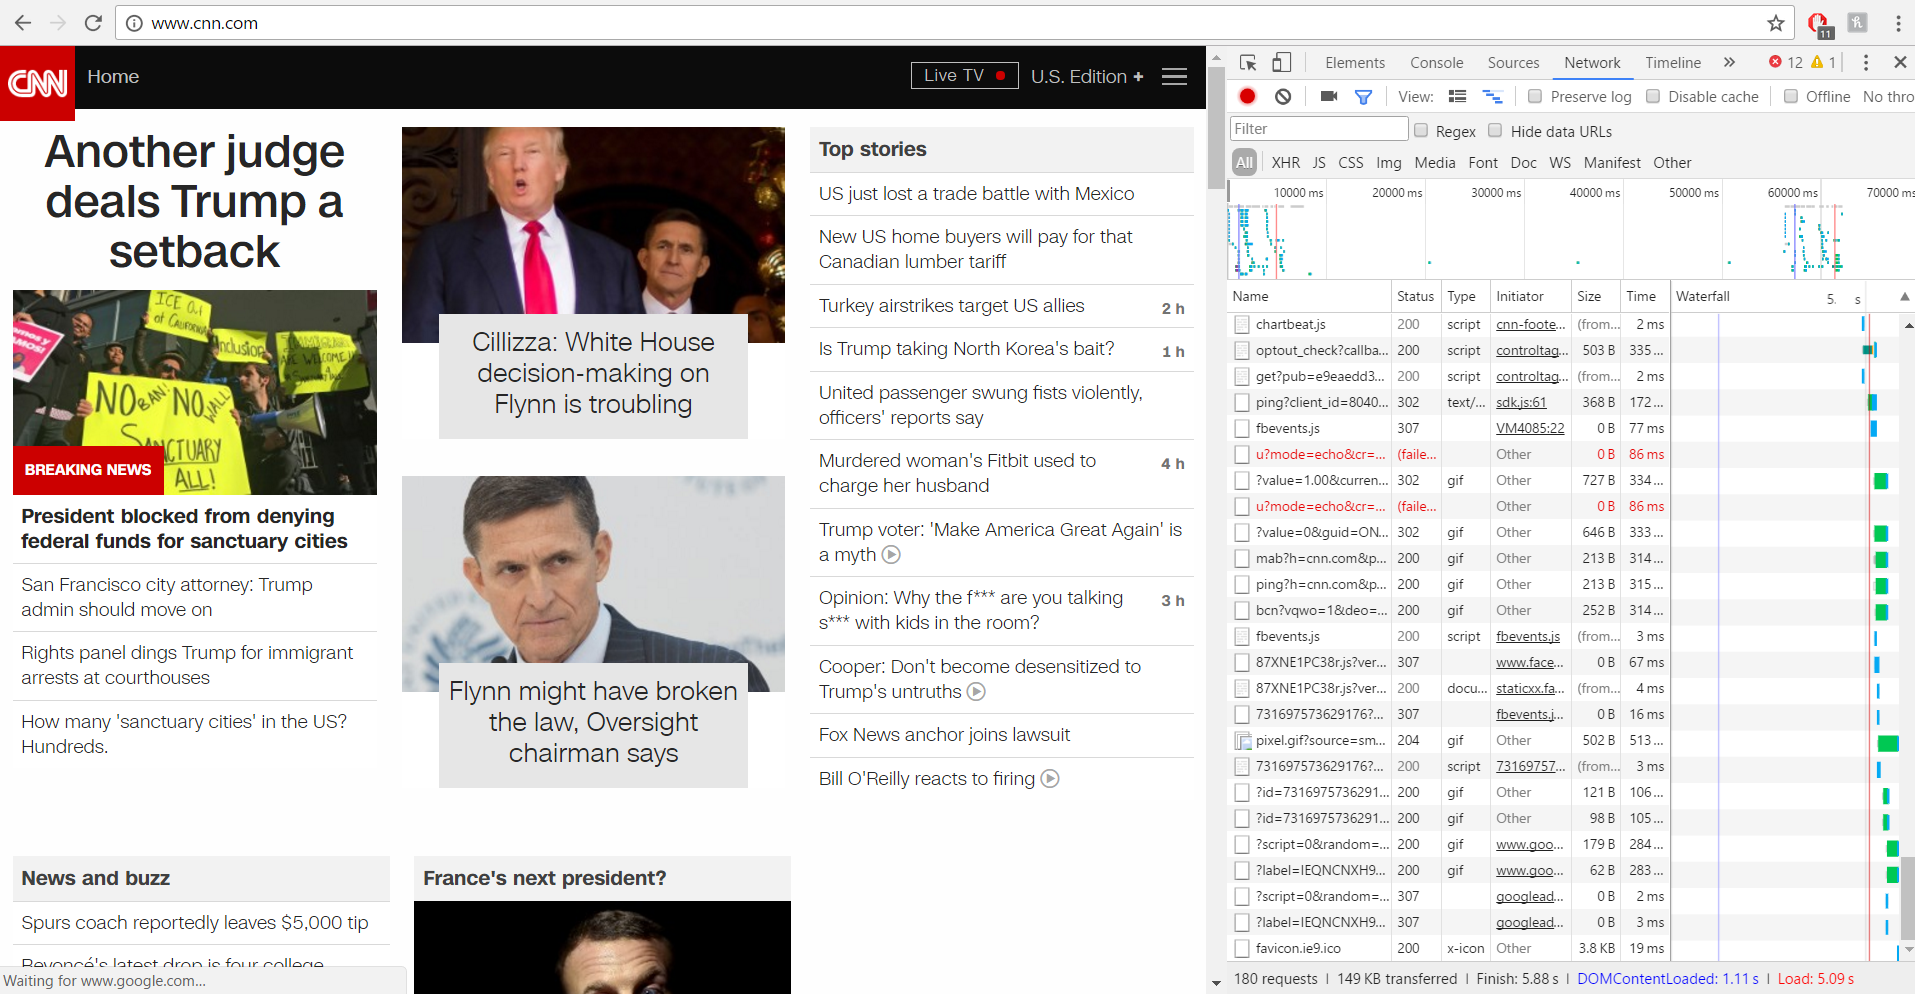 www.cnn.com
11
CNN
Home
Live TV
U.S. Edition +
Another judge
deals Trump a
setback
ICE Out
of CALIFORNIA
Inclusion
NO BAN!
NO WALL
SANCTUARY
ALL!
BREAKING NEWS
President blocked from denying
federal funds for sanctuary cities
San Francisco city attorney: Trump
admin should move on
Rights panel dings Trump for immigrant
arrests at courthouses
How many 'sanctuary cities' in the US?
Hundreds.
Cillizza: White House
decision-making on
Flynn is troubling
Flynn might have broken
the law, Oversight
chairman says
Top stories
US just lost a trade battle with Mexico
New US home buyers will pay for that
Canadian lumber tariff
Turkey airstrikes target US allies 2 h
Is Trump taking North Korea's bait? 1 h
United passenger swung fists violently,
officers' reports say
Murdered woman's Fitbit used to 4 h
charge her husband
Trump voter: 'Make America Great Again' is
a myth
Opinion: Why the f*** are you talking 3 h
s*** with kids in the room?
Cooper: Don't become desensitized to
Trump's untruths
Fox News anchor joins lawsuit
Bill O'Reilly reacts to firing
News and buzz
Spurs coach reportedly leaves $5,000 tip
Beyoncé's latest drop is four college
France's next president?
Waiting for www.google.com...
Elements Console Sources Network Timeline » 12 1
View: Preserve log Disable cache Offline No thro
Filter Regex Hide data URLs
All XHR JS CSS Img Media Font Doc WS Manifest Other
10000 ms 20000 ms 30000 ms 40000 ms 50000 ms 60000 ms 70000 ms
Name Status Type Initiator Size Time Waterfall 5. s
chartbeat.js 200 script cnn-foote... (from... 2 ms
optout_check?callba... 200 script controltag... 503 B 335...
get?pub=e9eaedd3... 200 script controltag... (from... 2 ms
ping?client_id=8040... 302 text/... sdk.js:61 368 B 172...
fbevents.js 307 VM4085:22 0 B 77 ms
u?mode=echo&cr=... (faile... Other 0 B 86 ms
?value=1.00&curren... 302 gif Other 727 B 334...
u?mode=echo&cr=... (faile... Other 0 B 86 ms
?value=0&guid=ON... 302 gif Other 646 B 333...
mab?h=cnn.com&p... 200 gif Other 213 B 314...
ping?h=cnn.com&p... 200 gif Other 213 B 315...
bcn?vqwo=1&deo=... 200 gif Other 252 B 314...
fbevents.js 200 script fbevents.js (from... 3 ms
87XNE1PC38r.js?ver... 307 www.face... 0 B 67 ms
87XNE1PC38r.js?ver... 200 docu... staticxx.fa... (from... 4 ms
731697573629176?... 307 fbevents.j... 0 B 16 ms
pixel.gif?source=sm... 204 gif Other 502 B 513...
731697573629176?... 200 script 73169757... (from... 3 ms
?id=7316975736291... 200 gif Other 121 B 106...
?id=7316975736291... 200 gif Other 98 B 105...
?script=0&random=... 200 gif www.goo... 179 B 284...
?label=IEQNCNXH9... 200 gif www.goo... 62 B 283...
?script=0&random=... 307 googlead... 0 B 2 ms
?label=IEQNCNXH9... 307 googlead... 0 B 3 ms
favicon.ie9.ico 200 x-icon Other 3.8 KB 19 ms
180 requests | 149 KB transferred | Finish: 5.88 s | DOMContentLoaded: 1.11 s | Load: 5.09 s